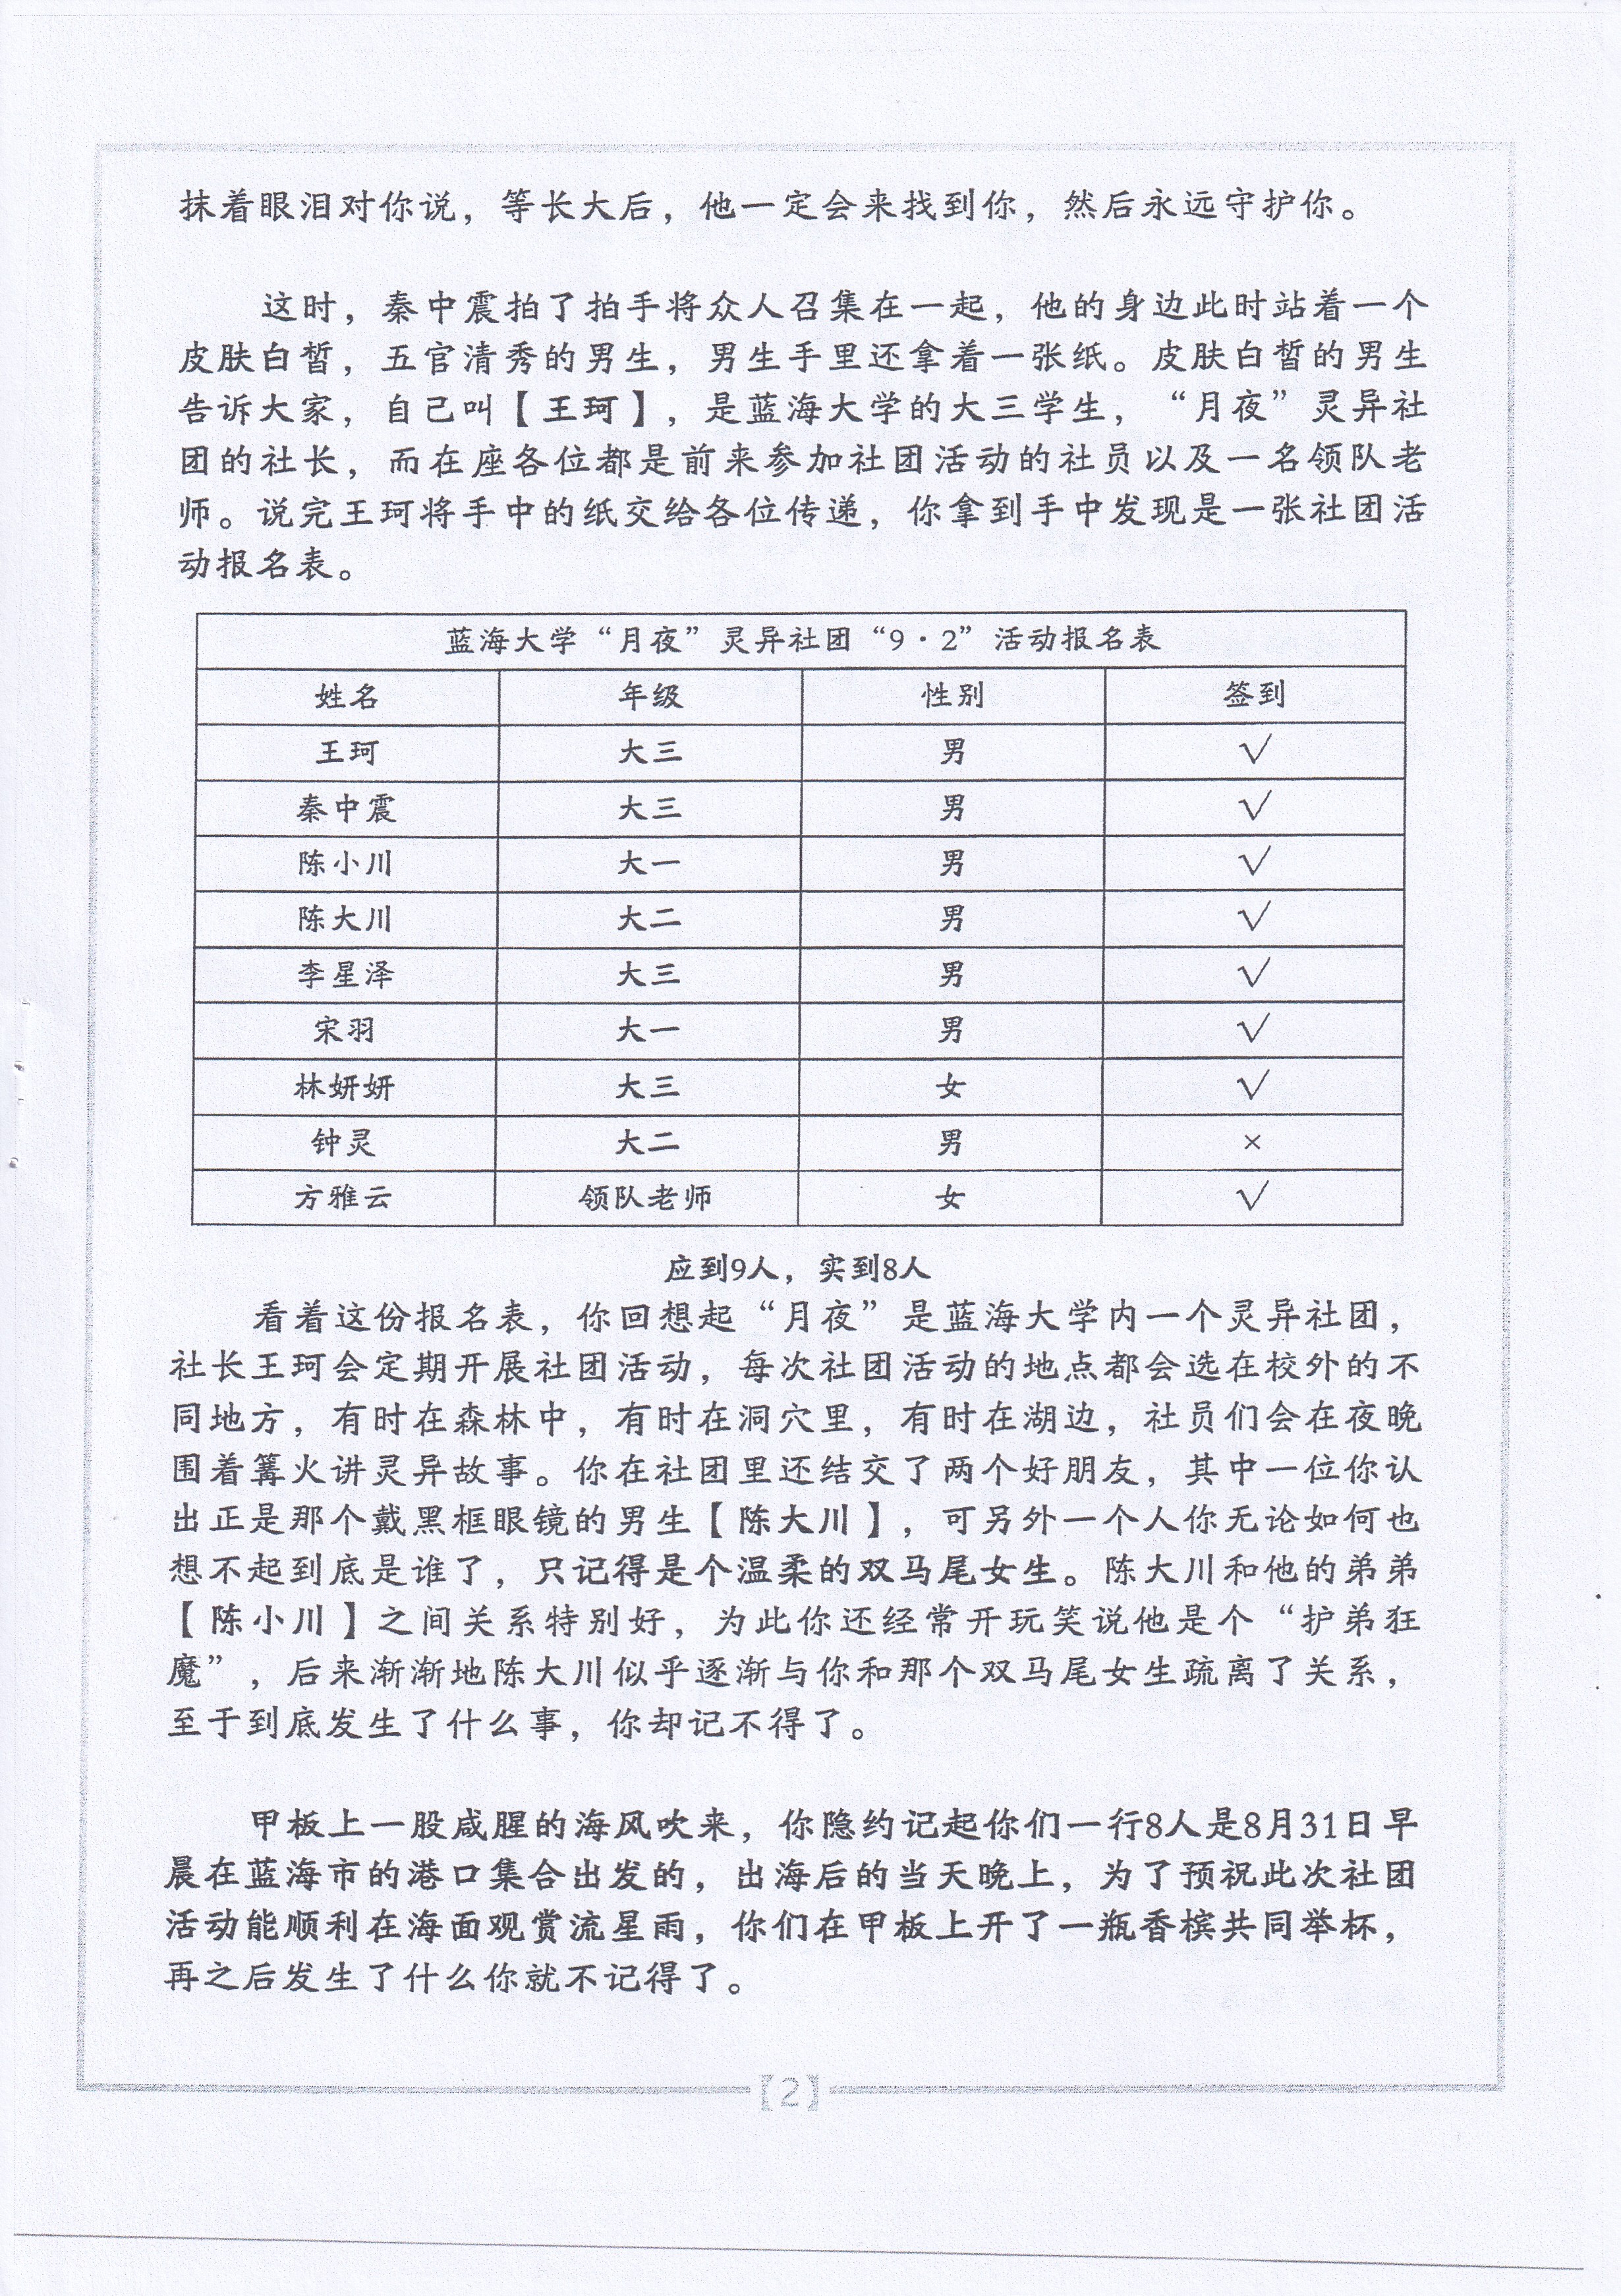 抹着眼泪对你说，等长大后，他一定会来找到你，然后永远守护你。
这时，秦中震拍了拍手将众人召集在一起，他的身边此时站着一个
皮肤白皙，五官清秀的男生，男生手里还拿着一张纸。皮肤白皙的男生
告诉大家，自己叫【王珂】，是蓝海大学的大三学生，“月夜”灵异社
团的社长，而在座各位都是前来参加社团活动的社员以及一名领队老
师。说完王珂将手中的纸交给各位传递，你拿到手中发现是一张社团活
动报名表。
蓝海大学“月夜”灵异社团“9·2”活动报名表
姓名 年级 性别 签到
王珂 大三 男 √
秦中震 大三 男 √
陈小川 大一 男 √
陈大川 大二 男 √
李星泽 大三 男 √
宋羽 大一 男 √
林妍妍 大三 女 √
钟灵 大二 男 ×
方雅云 领队老师 女 √
应到9人，实到8人
看着这份报名表，你回想起“月夜”是蓝海大学内一个灵异社团，
社长王珂会定期开展社团活动，每次社团活动的地点都会选在校外的不
同地方，有时在森林中，有时在洞穴里，有时在湖边，社员们会在夜晚
围着篝火讲灵异故事。你在社团里还结交了两个好朋友，其中一位你认
出正是那个戴黑框眼镜的男生【陈大川】，可另外一个人你无论如何也
想不起到底是谁了，只记得是个温柔的双马尾女生。陈大川和他的弟弟
【陈小川】之间关系特别好，为此你还经常开玩笑说他是个“护弟狂
魔”，后来渐渐地陈大川似乎逐渐与你和那个双马尾女生疏离了关系，
至于到底发生了什么事，你却记不得了。
甲板上一股咸腥的海风吹来，你隐约记起你们一行8人是8月31日早
晨在蓝海市的港口集合出发的，出海后的当天晚上，为了预祝此次社团
活动能顺利在海面观赏流星雨，你们在甲板上开了一瓶香槟共同举杯，
再之后发生了什么你就不记得了。
【2】